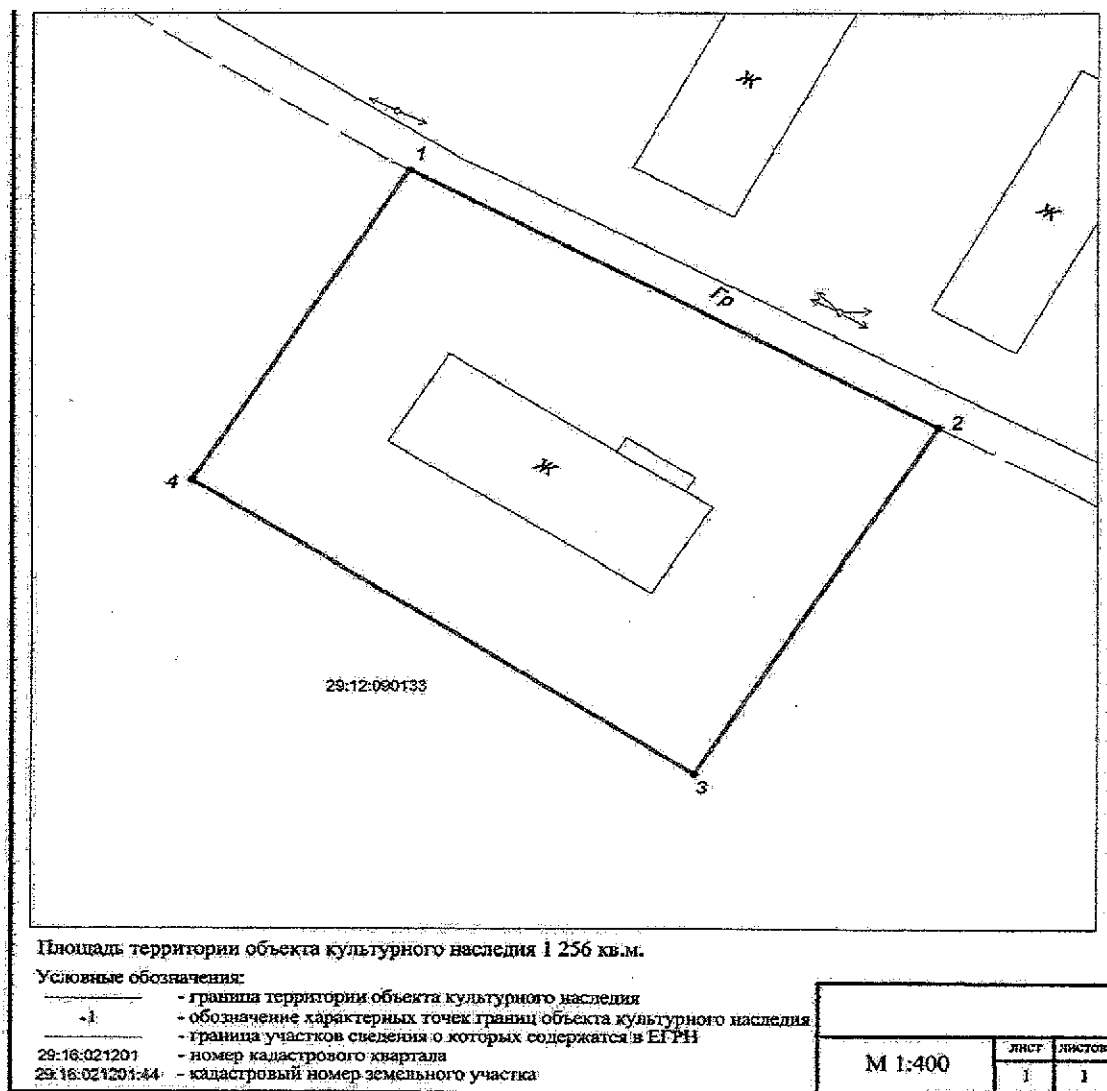 Ж
Ж
1
Гр
2
Ж
4
29:12:090133
3
Площадь территории объекта культурного наследия 1 256 кв.м.
Условные обозначения:
- граница территории объекта культурного наследия
·1 - обозначение характерных точек границ объекта культурного наследия
- граница участков сведения о которых содержатся в ЕГРН
29:16:021201 - номер кадастрового квартала
29:16:021201:44 - кадастровый номер земельного участка
М 1:400
лист листов
1 1